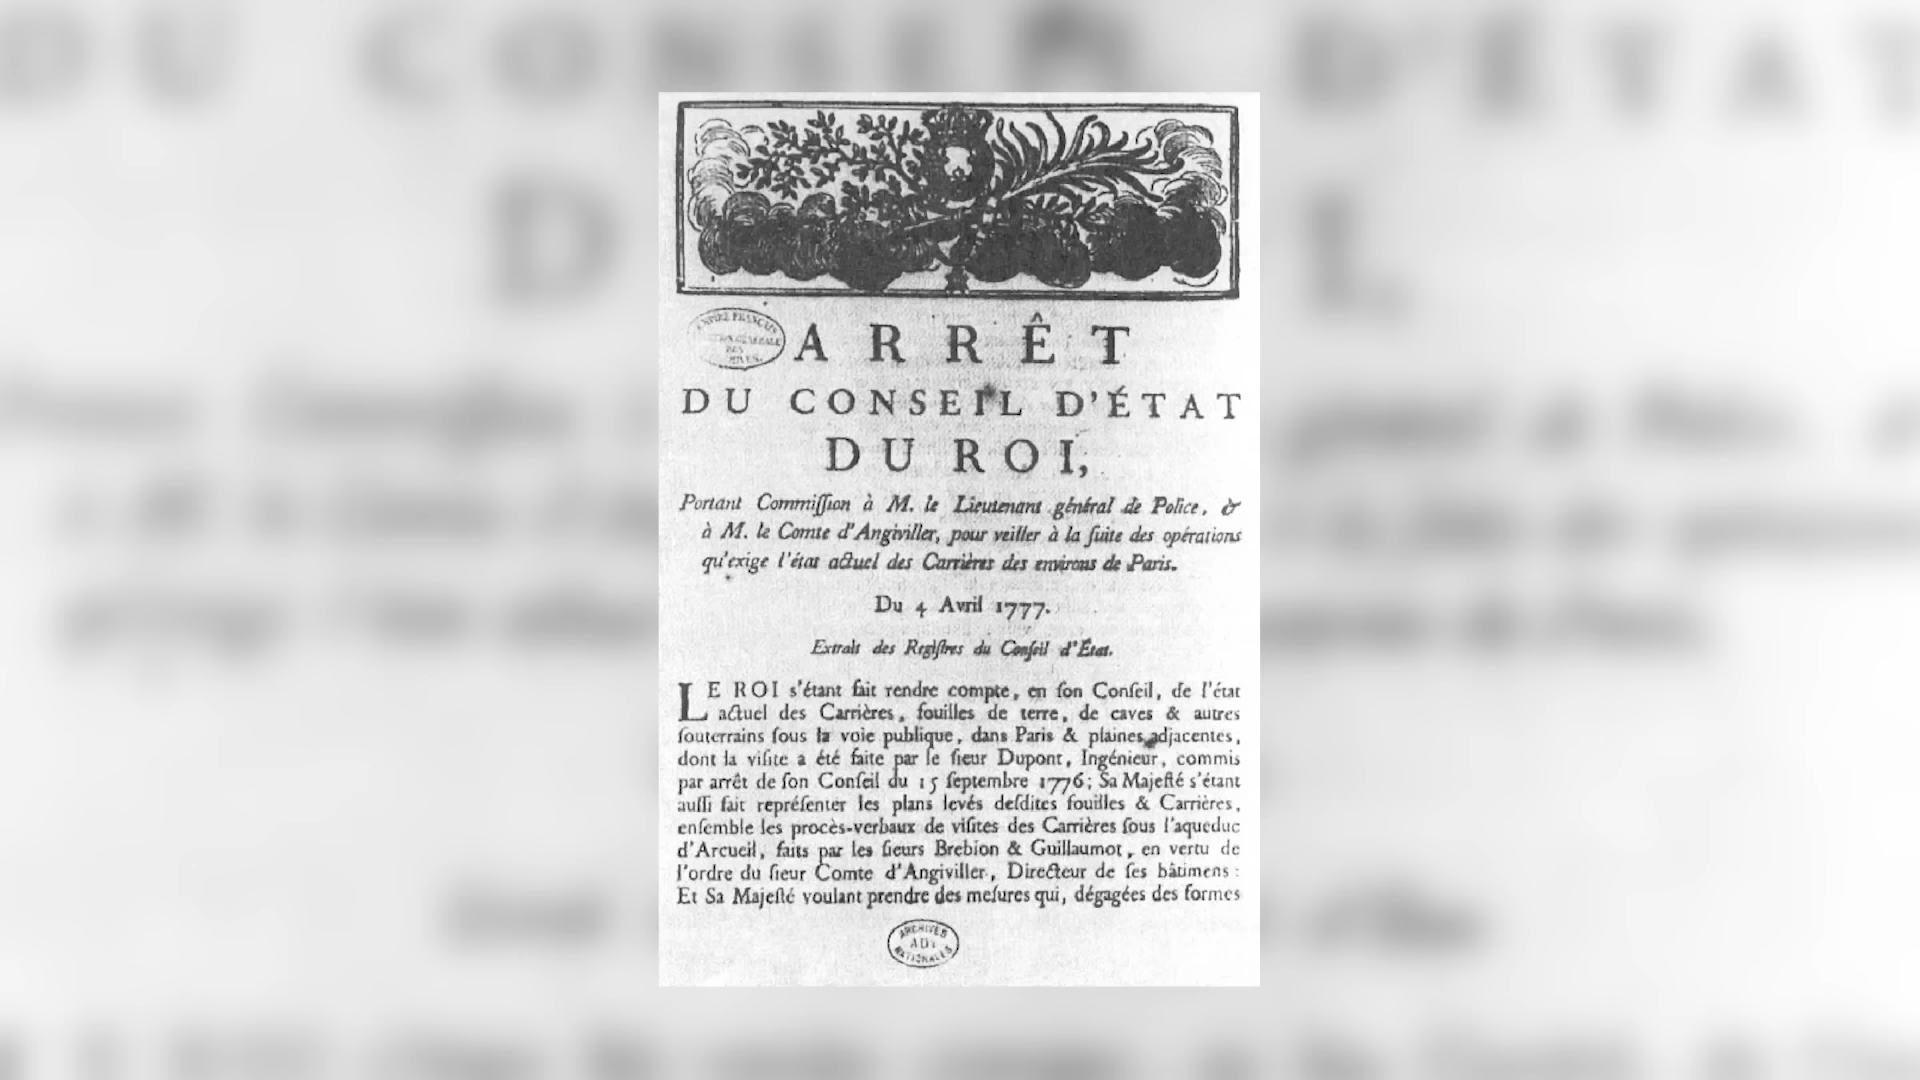 EMPIRE FRANÇAIS
DES
ARRÊT
DU CONSEIL D'ÉTAT
DU ROI,
Portant Commiſſion à M. le Lieutenant général de Police, &
à M. le Comte d'Angiviller, pour veiller à la ſuite des opérations
qu'exige l'état actuel des Carrières des environs de Paris.
Du 4 Avril 1777.
Extrait des Regiſtres du Conſeil d'État.
LE ROI s'étant fait rendre compte, en ſon Conſeil, de l'état
actuel des Carrières, fouilles de terre, de caves & autres
ſouterrains ſous la voie publique, dans Paris & plaines adjacentes,
dont la viſite a été faite par le ſieur Dupont, Ingénieur, commis
par arrêt de ſon Conſeil du 15 ſeptembre 1776; Sa Majeſté s'étant
auſſi fait repréſenter les plans levés deſdites fouilles & Carrières,
enſemble les procès-verbaux de viſites des Carrières ſous l'aqueduc
d'Arcueil, faits par les ſieurs Brebion & Guillaumot, en vertu de
l'ordre du ſieur Comte d'Angiviller, Directeur de ſes bâtimens:
Et Sa Majeſté voulant prendre des meſures qui, dégagées des formes
ARCHIVES
NATIONALES